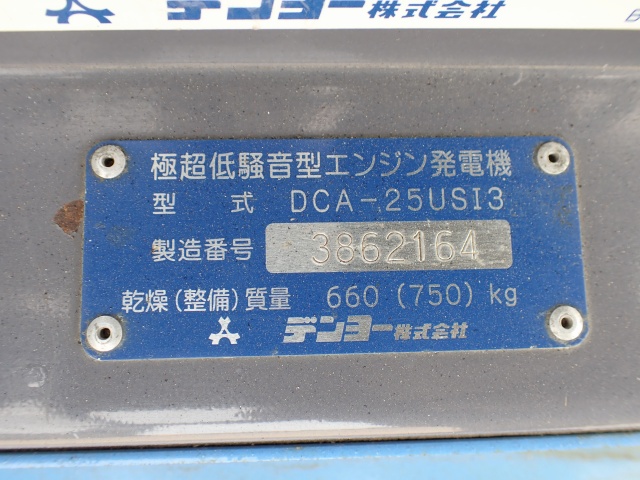 デンヨー株式会社
極超低騒音型エンジン発電機
型 式 DCA-25USI3
製造番号 3862164
乾燥(整備)質量 660 (750) kg
デンヨー株式会社